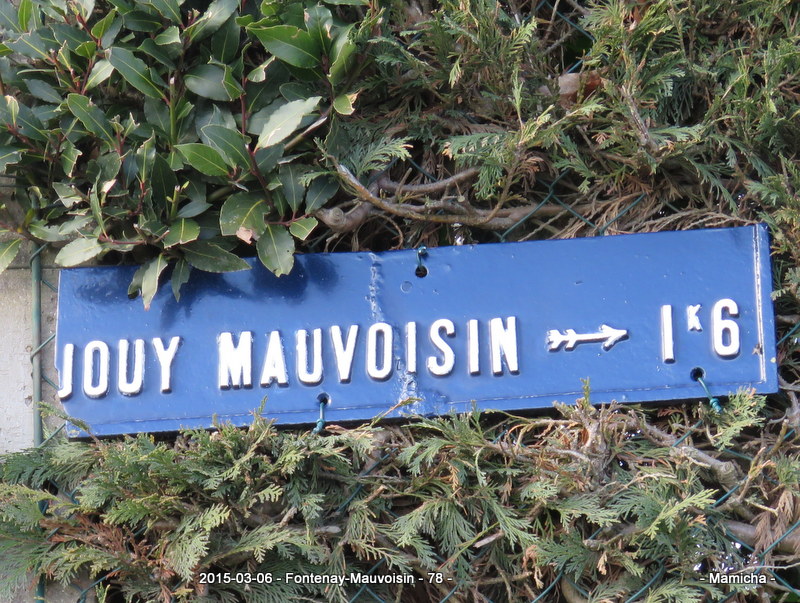 JOUY MAUVOISIN → 1ᴷ6
2015-03-06 - Fontenay-Mauvoisin - 78 - - Mamicha -